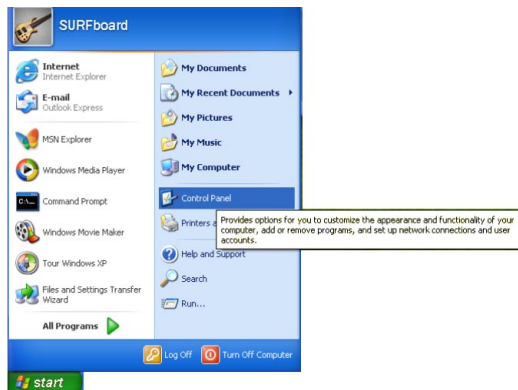 SURFboard
Internet
Internet Explorer
E-mail
Outlook Express
MSN Explorer
Windows Media Player
Command Prompt
Windows Movie Maker
Tour Windows XP
Files and Settings Transfer
Wizard
All Programs
My Documents
My Recent Documents
My Pictures
My Music
My Computer
Control Panel
Printers a
Provides options for you to customize the appearance and functionality of your
computer, add or remove programs, and set up network connections and user
accounts.
Help and Support
Search
Run...
Log Off
Turn Off Computer
start